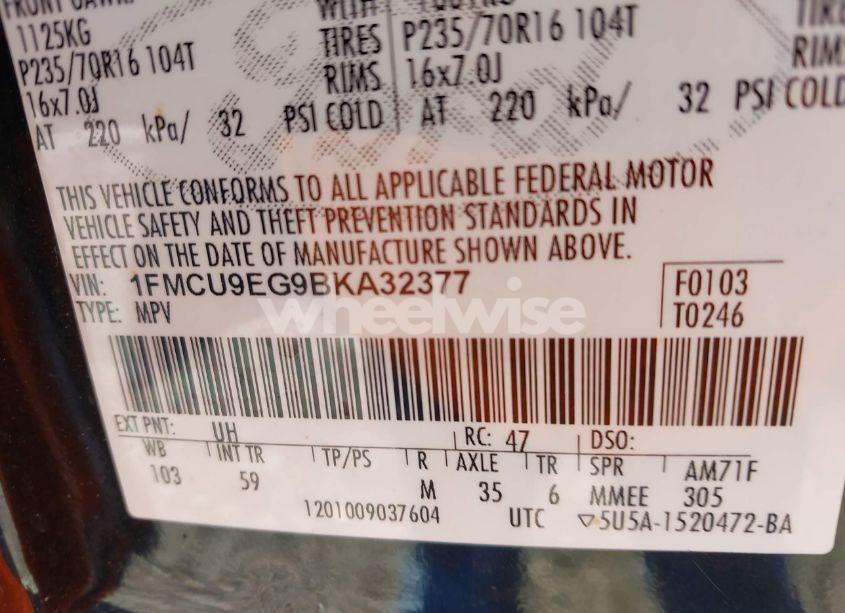 1125KG
P235/70R16 104T
16x7.0J
AT 220 kPa/ 32 PSI COLD
WITH
TIRES P235/70R16 104T
RIMS 16x7.0J
AT 220 kPa/ 32 PSI COLD
TIRES
RIMS
THIS VEHICLE CONFORMS TO ALL APPLICABLE FEDERAL MOTOR
VEHICLE SAFETY AND THEFT PREVENTION STANDARDS IN
EFFECT ON THE DATE OF MANUFACTURE SHOWN ABOVE.
VIN: 1FMCU9EG9BKA32377
TYPE: MPV
F0103
T0246
wheelwise
EXT PNT: UH RC: 47 DSO:
WB INT TR TP/PS R AXLE TR SPR AM71F
103 59 M 35 6 MMEE 305
1201009037604 UTC ▽5U5A-1520472-BA